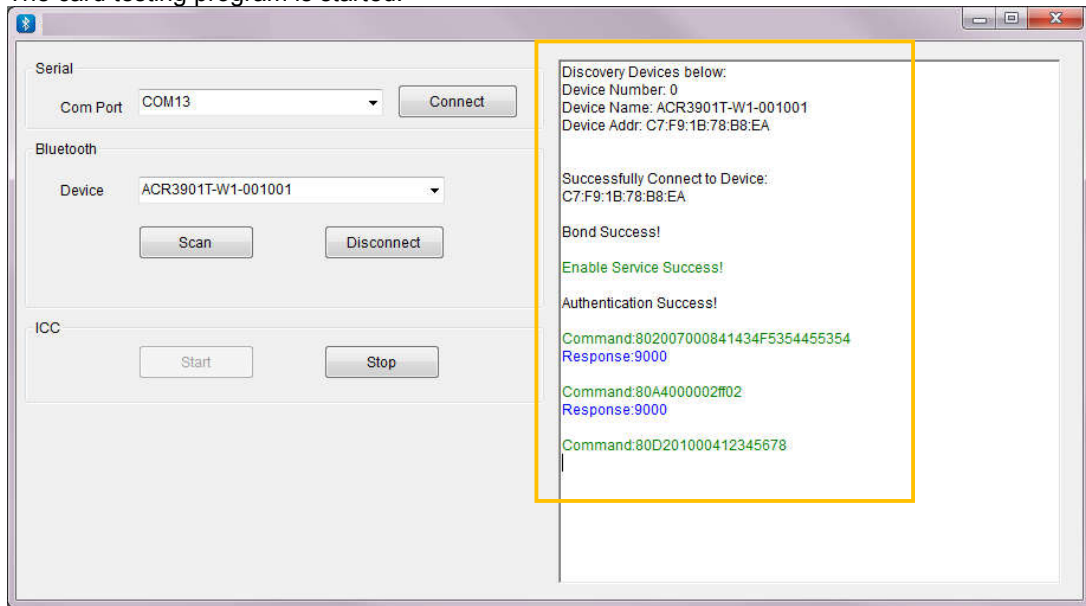 The card testing program is started.
Serial
Com Port COM13 Connect
Bluetooth
Device ACR3901T-W1-001001
Scan Disconnect
ICC
Start Stop
Discovery Devices below:
Device Number: 0
Device Name: ACR3901T-W1-001001
Device Addr: C7:F9:1B:78:B8:EA
Successfully Connect to Device:
C7:F9:1B:78:B8:EA
Bond Success!
Enable Service Success!
Authentication Success!
Command:802007000841434F5354455354
Response:9000
Command:80A4000002ff02
Response:9000
Command:80D201000412345678